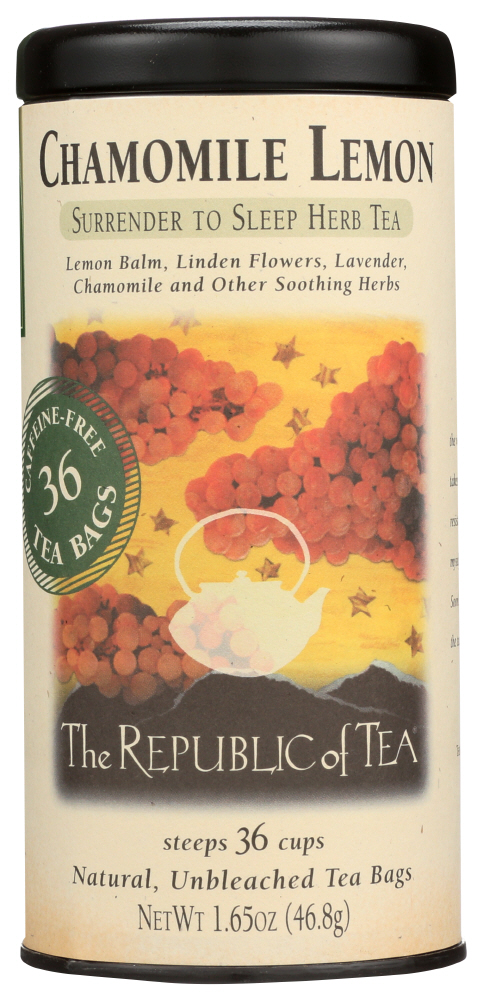 CHAMOMILE LEMON
SURRENDER TO SLEEP HERB TEA
Lemon Balm, Linden Flowers, Lavender,
Chamomile and Other Soothing Herbs
CAFFEINE-FREE
36
TEA BAGS
The REPUBLIC of TEA
steeps 36 cups
Natural, Unbleached Tea Bags
NETWT 1.65OZ (46.8g)